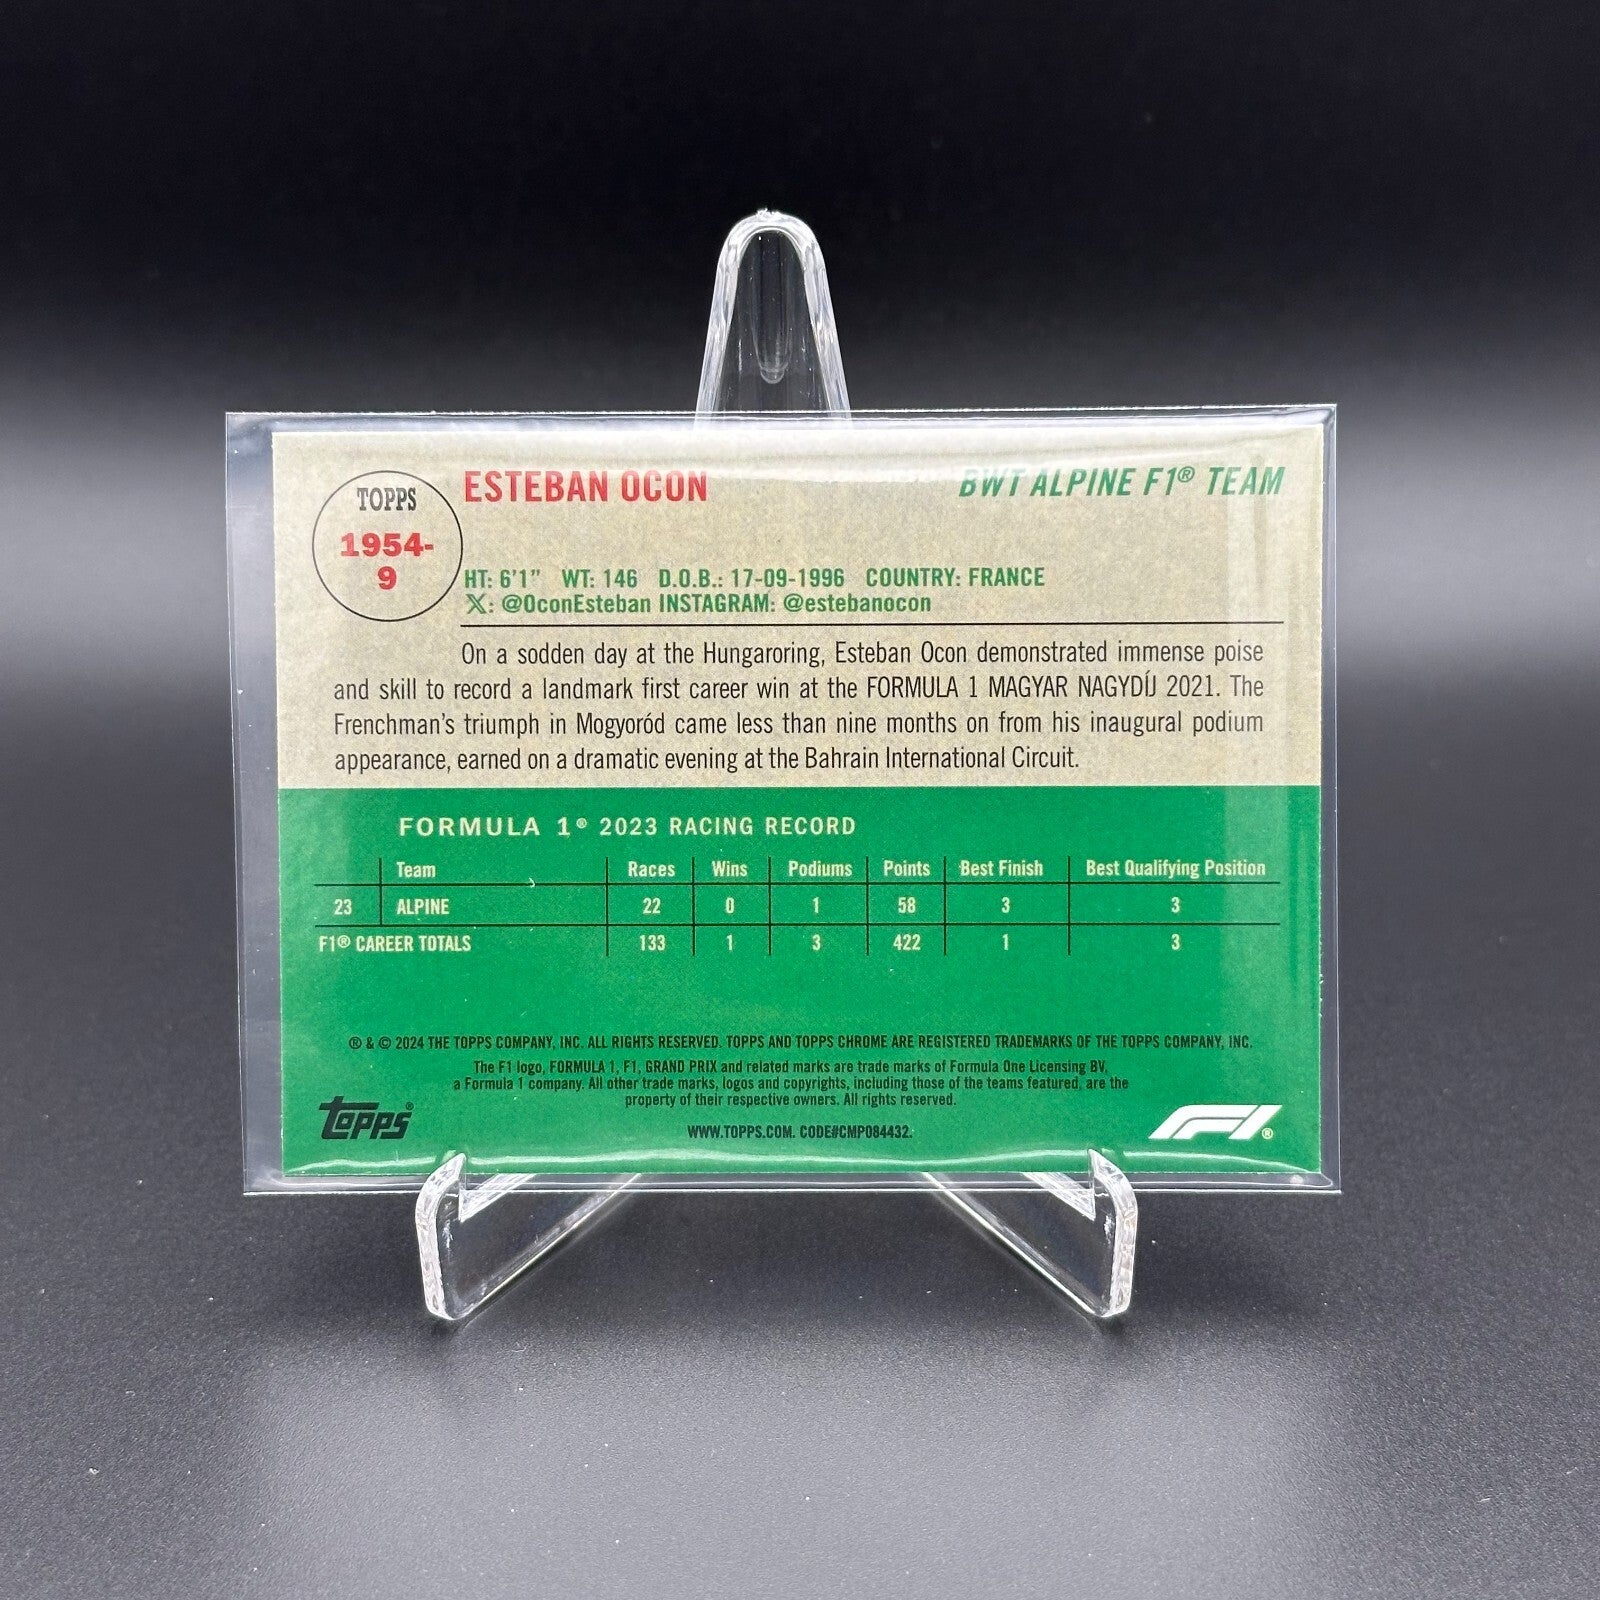 TOPPS
1954-
9
ESTEBAN OCON
BWT ALPINE F1® TEAM
HT: 6'1" WT: 146 D.O.B.: 17-09-1996 COUNTRY: FRANCE
𝕏: @OconEsteban INSTAGRAM: @estebanocon
On a sodden day at the Hungaroring, Esteban Ocon demonstrated immense poise
and skill to record a landmark first career win at the FORMULA 1 MAGYAR NAGYDÍJ 2021. The
Frenchman's triumph in Mogyoród came less than nine months on from his inaugural podium
appearance, earned on a dramatic evening at the Bahrain International Circuit.
FORMULA 1® 2023 RACING RECORD
Team Races Wins Podiums Points Best Finish Best Qualifying Position
23 ALPINE 22 0 1 58 3 3
F1® CAREER TOTALS 133 1 3 422 1 3
® & © 2024 THE TOPPS COMPANY, INC. ALL RIGHTS RESERVED. TOPPS AND TOPPS CHROME ARE REGISTERED TRADEMARKS OF THE TOPPS COMPANY, INC.
The F1 logo, FORMULA 1, F1, GRAND PRIX and related marks are trade marks of Formula One Licensing BV,
a Formula 1 company. All other trade marks, logos and copyrights, including those of the teams featured, are the
property of their respective owners. All rights reserved.
WWW.TOPPS.COM. CODE#CMP084432.
topps®
F1®